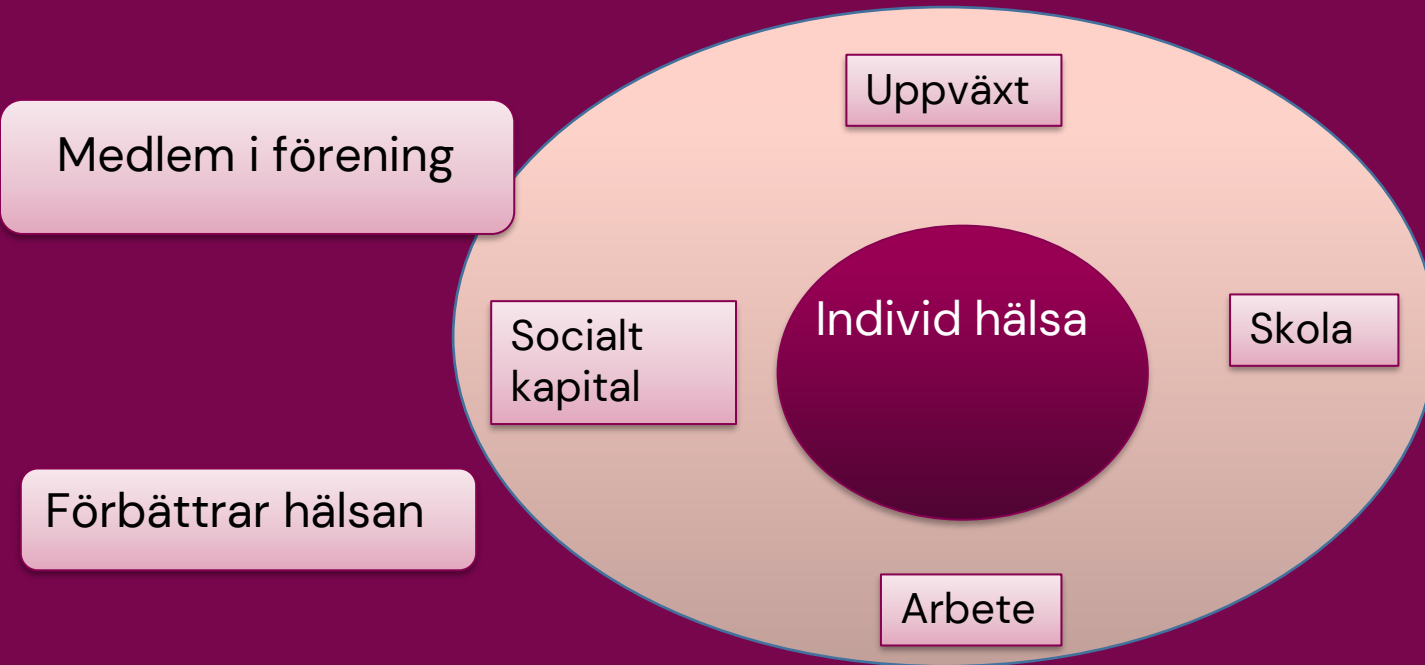 Uppväxt
Medlem i förening
Individ hälsa
Socialt
kapital
Skola
Förbättrar hälsan
Arbete